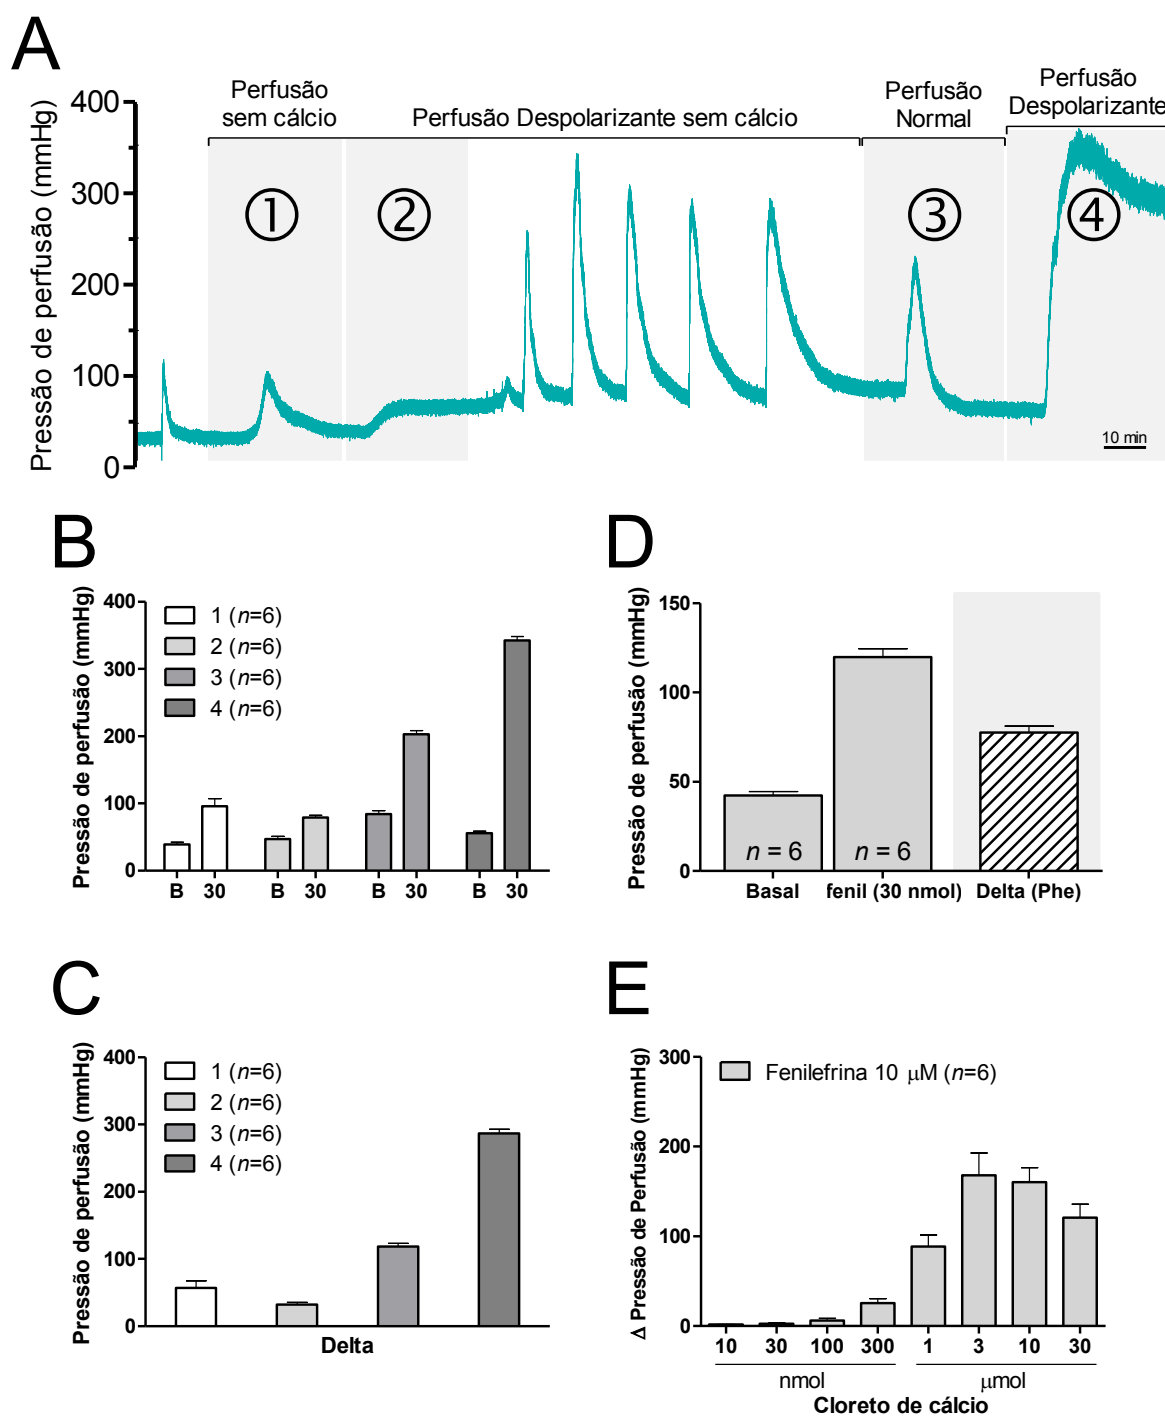 A
Pressão de perfusão (mmHg)
400
300
200
100
0
Perfusão
sem cálcio
Perfusão Despolarizante sem cálcio
Perfusão
Normal
Perfusão
Despolarizante
1
2
3
4
10 min
B
Pressão de perfusão (mmHg)
400
300
200
100
0
1 (n=6)
2 (n=6)
3 (n=6)
4 (n=6)
B 30 B 30 B 30 B 30
D
Pressão de perfusão (mmHg)
150
100
50
0
n = 6 n = 6
Basal fenil (30 nmol) Delta (Phe)
C
Pressão de perfusão (mmHg)
400
300
200
100
0
1 (n=6)
2 (n=6)
3 (n=6)
4 (n=6)
Delta
E
Δ Pressão de Perfusão (mmHg)
300
200
100
0
Fenilefrina 10 μM (n=6)
10 30 100 300 1 3 10 30
nmol μmol
Cloreto de cálcio